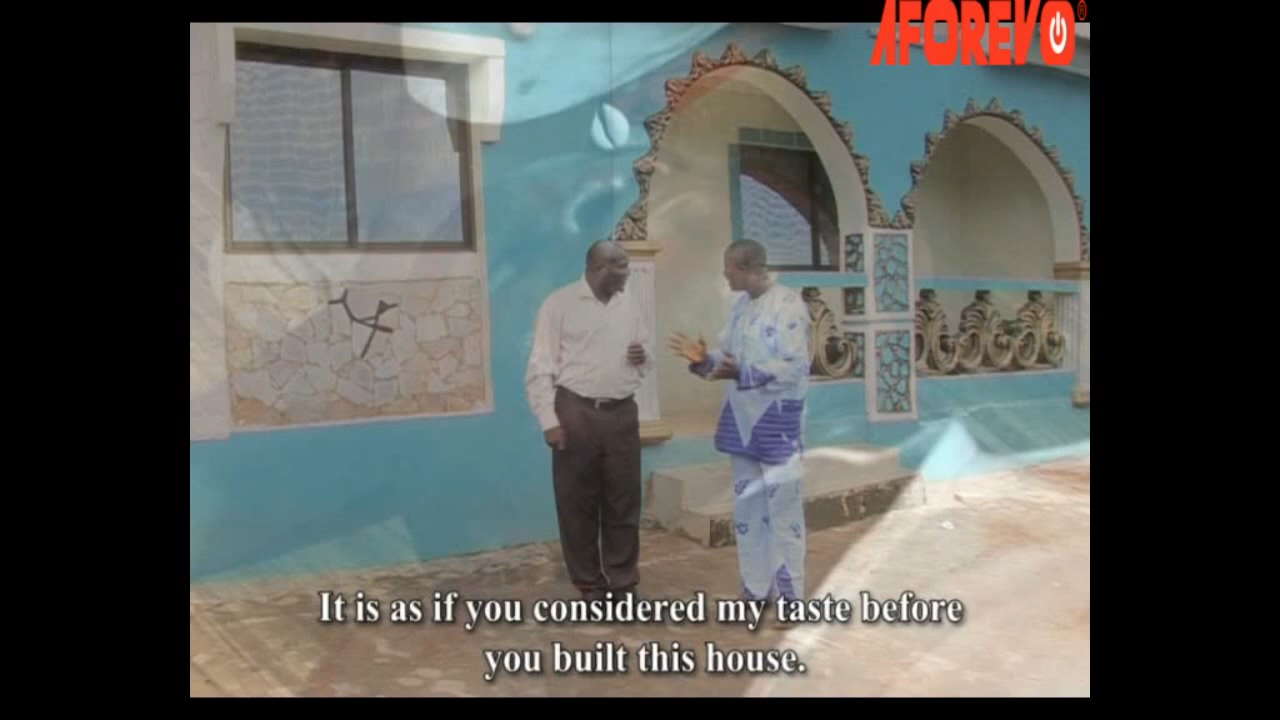 AFOREVO®
It is as if you considered my taste before
you built this house.